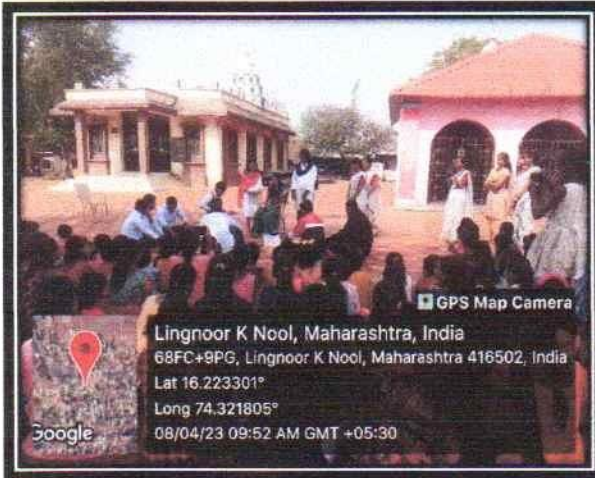 GPS Map Camera
Lingnoor K Nool, Maharashtra, India
68FC+9PG, Lingnoor K Nool, Maharashtra 416502, India
Lat 16.223301°
Long 74.321805°
08/04/23 09:52 AM GMT +05:30
Google